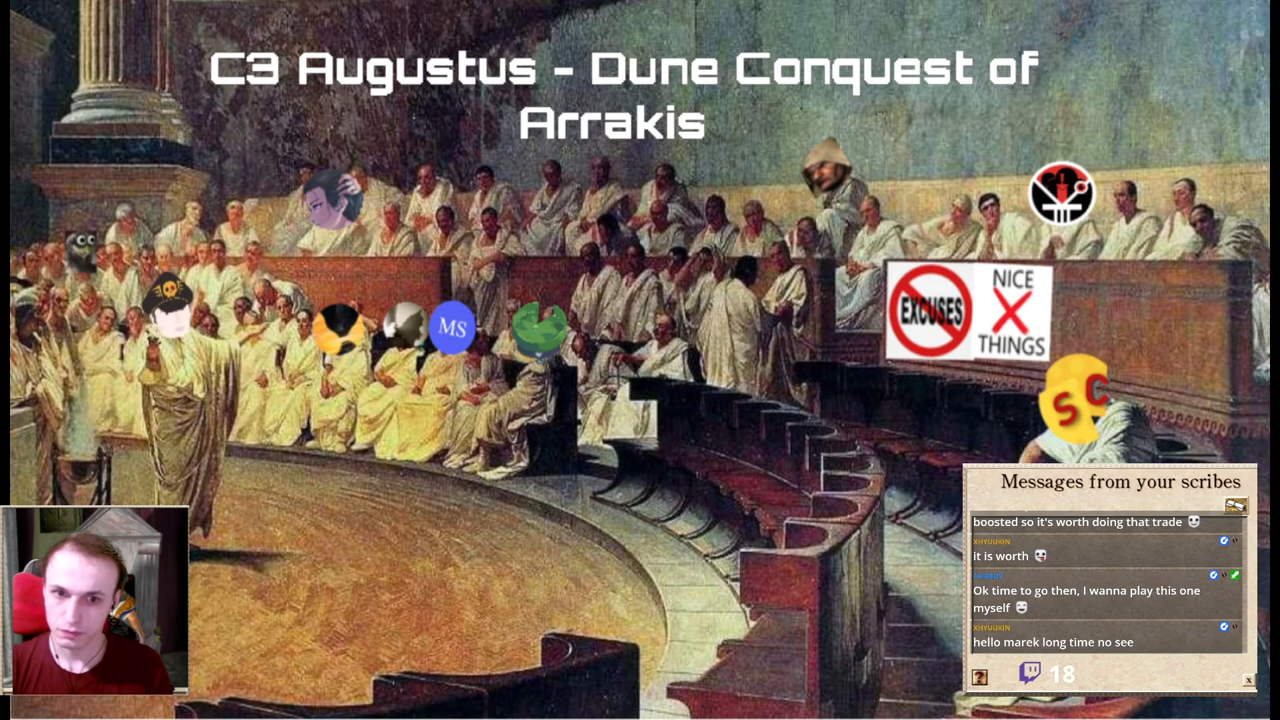 C3 Augustus - Dune Conquest of
Arrakis
EXCUSES
NICE
THINGS
MS
S C
Messages from your scribes
boosted so it's worth doing that trade
XHYUUKIN
it is worth
Ok time to go then, I wanna play this one
myself
XHYUUKIN
hello marek long time no see
18
?
x